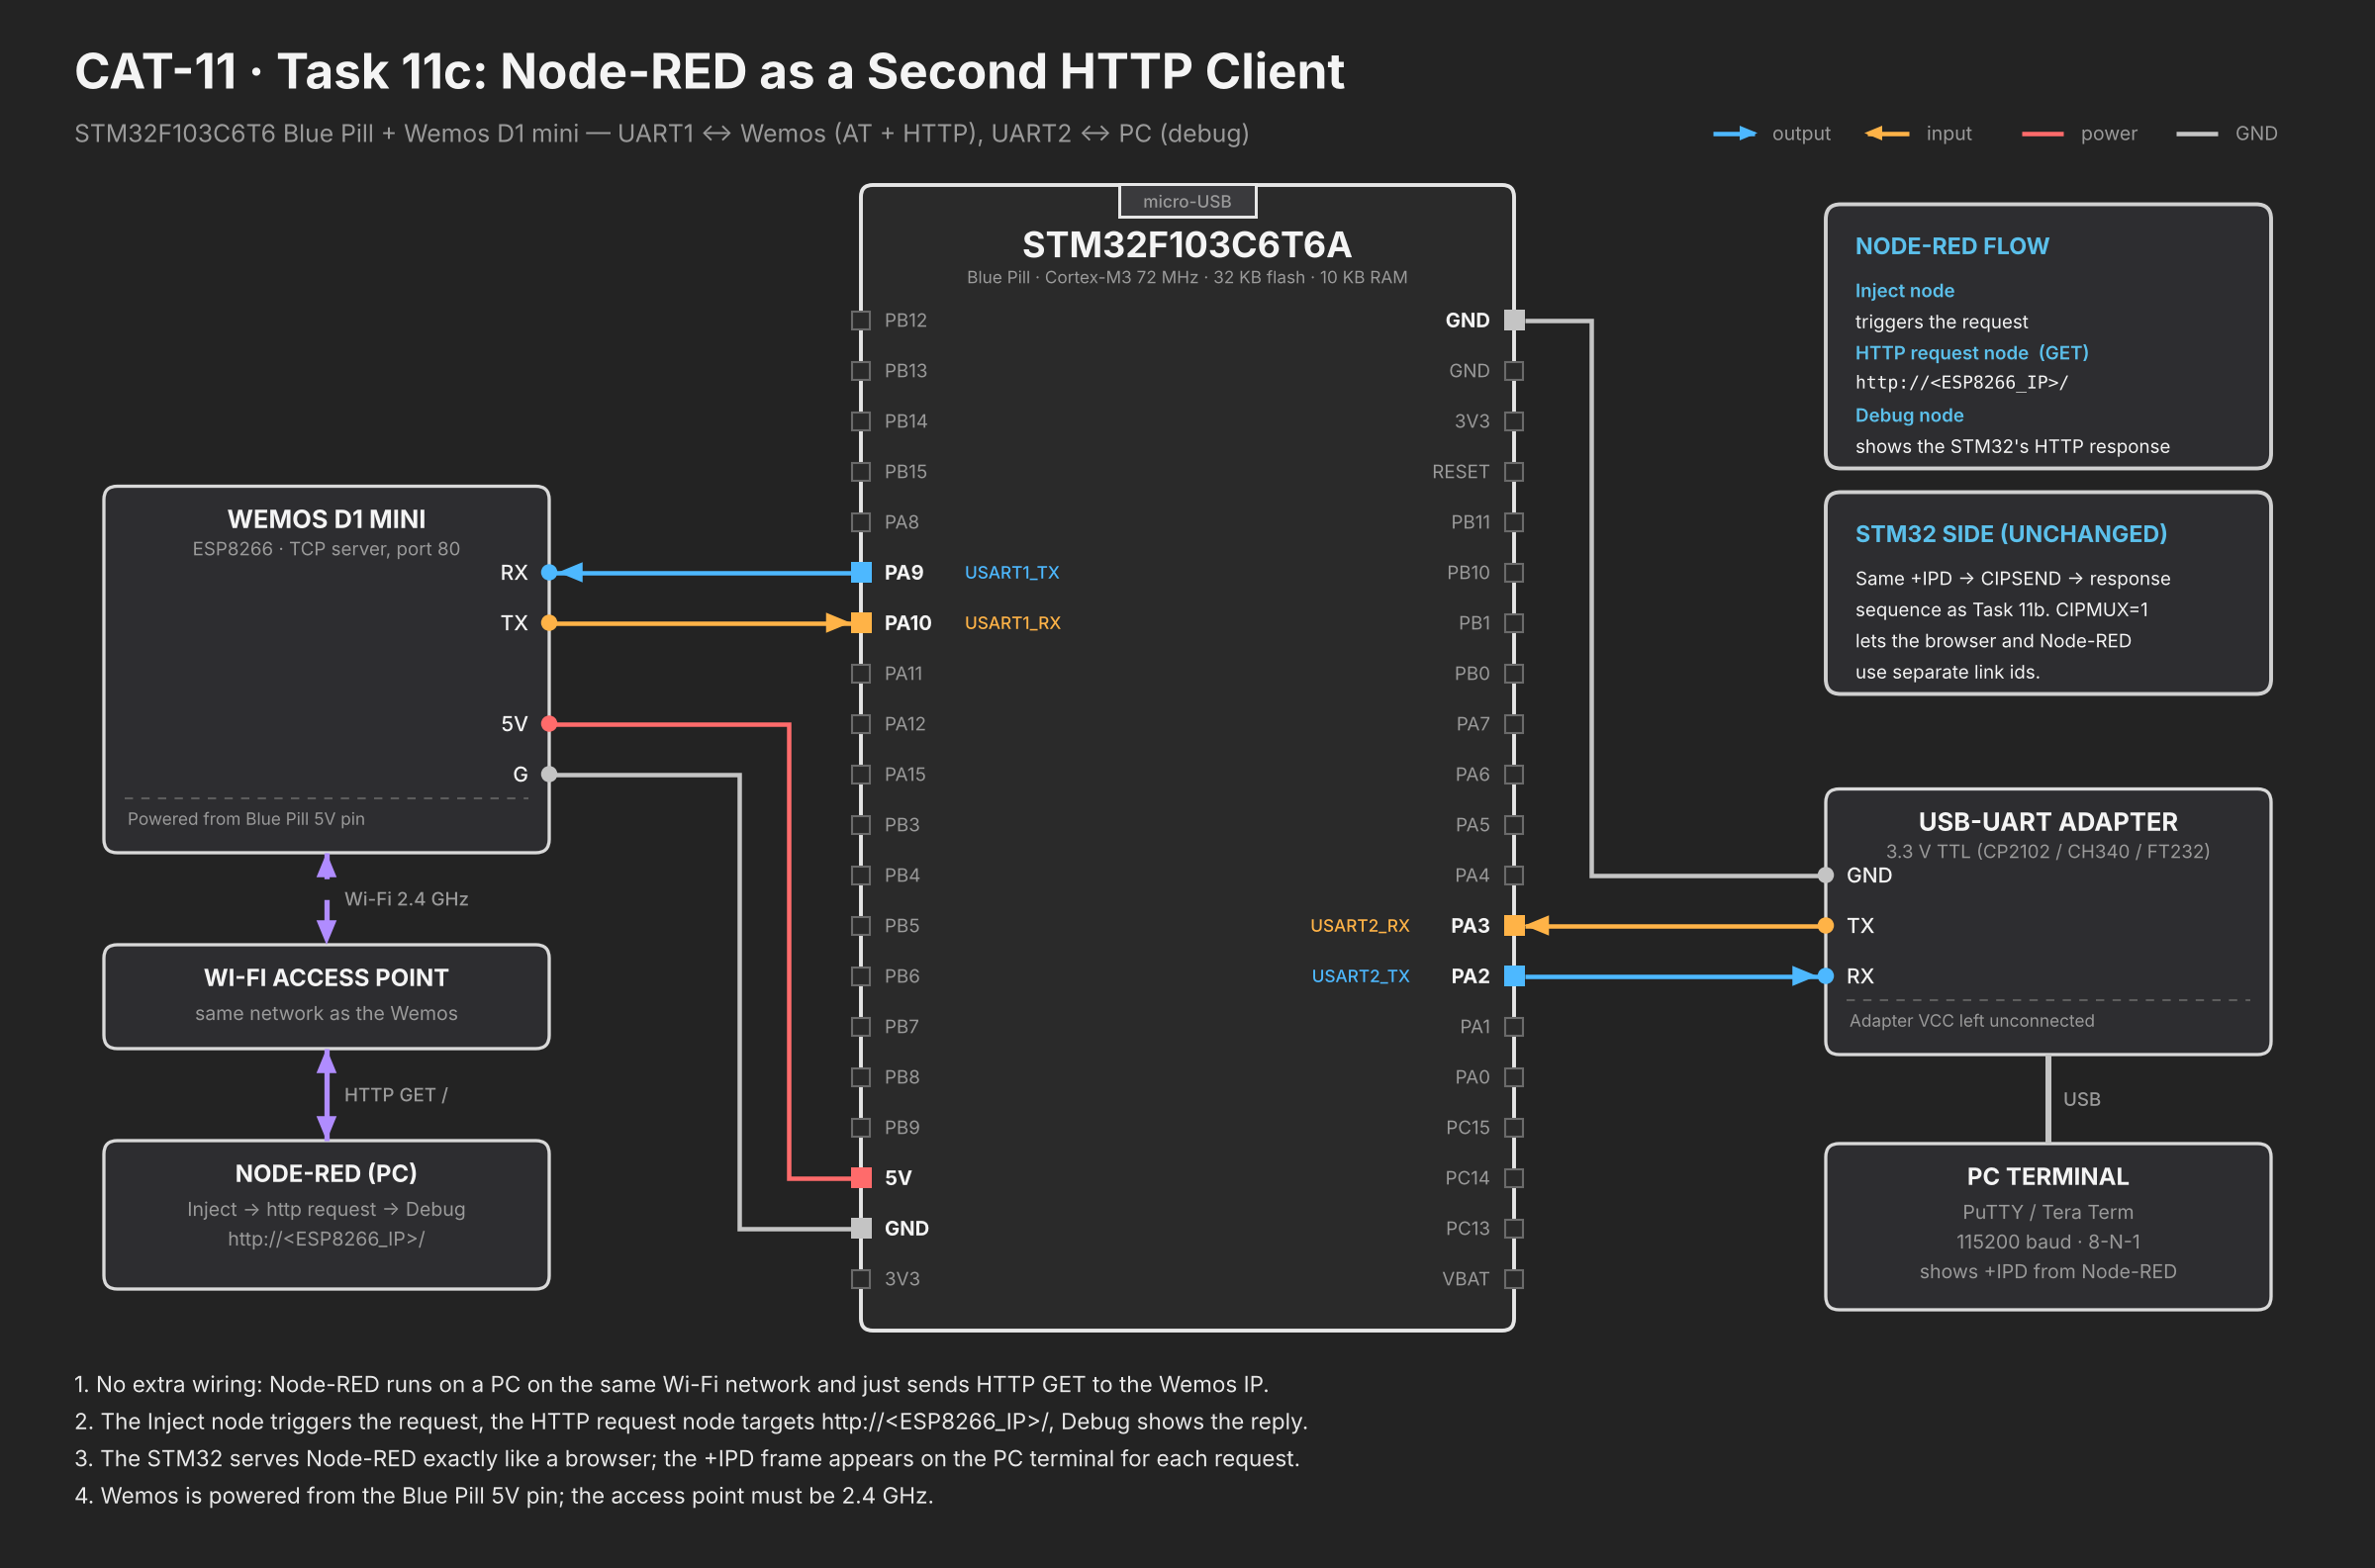 CAT-11 · Task 11c: Node-RED as a Second HTTP Client
STM32F103C6T6 Blue Pill + Wemos D1 mini — UART1 ↔ Wemos (AT + HTTP), UART2 ↔ PC (debug)
output
input
power
GND
micro-USB
STM32F103C6T6A
Blue Pill · Cortex-M3 72 MHz · 32 KB flash · 10 KB RAM
PB12
PB13
PB14
PB15
PA8
PA9 USART1_TX
PA10 USART1_RX
PA11
PA12
PA15
PB3
PB4
PB5
PB6
PB7
PB8
PB9
5V
GND
3V3
GND
GND
3V3
RESET
PB11
PB10
PB1
PB0
PA7
PA6
PA5
PA4
USART2_RX PA3
USART2_TX PA2
PA1
PA0
PC15
PC14
PC13
VBAT
WEMOS D1 MINI
ESP8266 · TCP server, port 80
RX
TX
5V
G
Powered from Blue Pill 5V pin
Wi-Fi 2.4 GHz
WI-FI ACCESS POINT
same network as the Wemos
HTTP GET /
NODE-RED (PC)
Inject → http request → Debug
http://<ESP8266_IP>/
NODE-RED FLOW
Inject node
triggers the request
HTTP request node (GET)
http://<ESP8266_IP>/
Debug node
shows the STM32's HTTP response
STM32 SIDE (UNCHANGED)
Same +IPD → CIPSEND → response
sequence as Task 11b. CIPMUX=1
lets the browser and Node-RED
use separate link ids.
USB-UART ADAPTER
3.3 V TTL (CP2102 / CH340 / FT232)
GND
TX
RX
Adapter VCC left unconnected
USB
PC TERMINAL
PuTTY / Tera Term
115200 baud · 8-N-1
shows +IPD from Node-RED
1. No extra wiring: Node-RED runs on a PC on the same Wi-Fi network and just sends HTTP GET to the Wemos IP.
2. The Inject node triggers the request, the HTTP request node targets http://<ESP8266_IP>/, Debug shows the reply.
3. The STM32 serves Node-RED exactly like a browser; the +IPD frame appears on the PC terminal for each request.
4. Wemos is powered from the Blue Pill 5V pin; the access point must be 2.4 GHz.